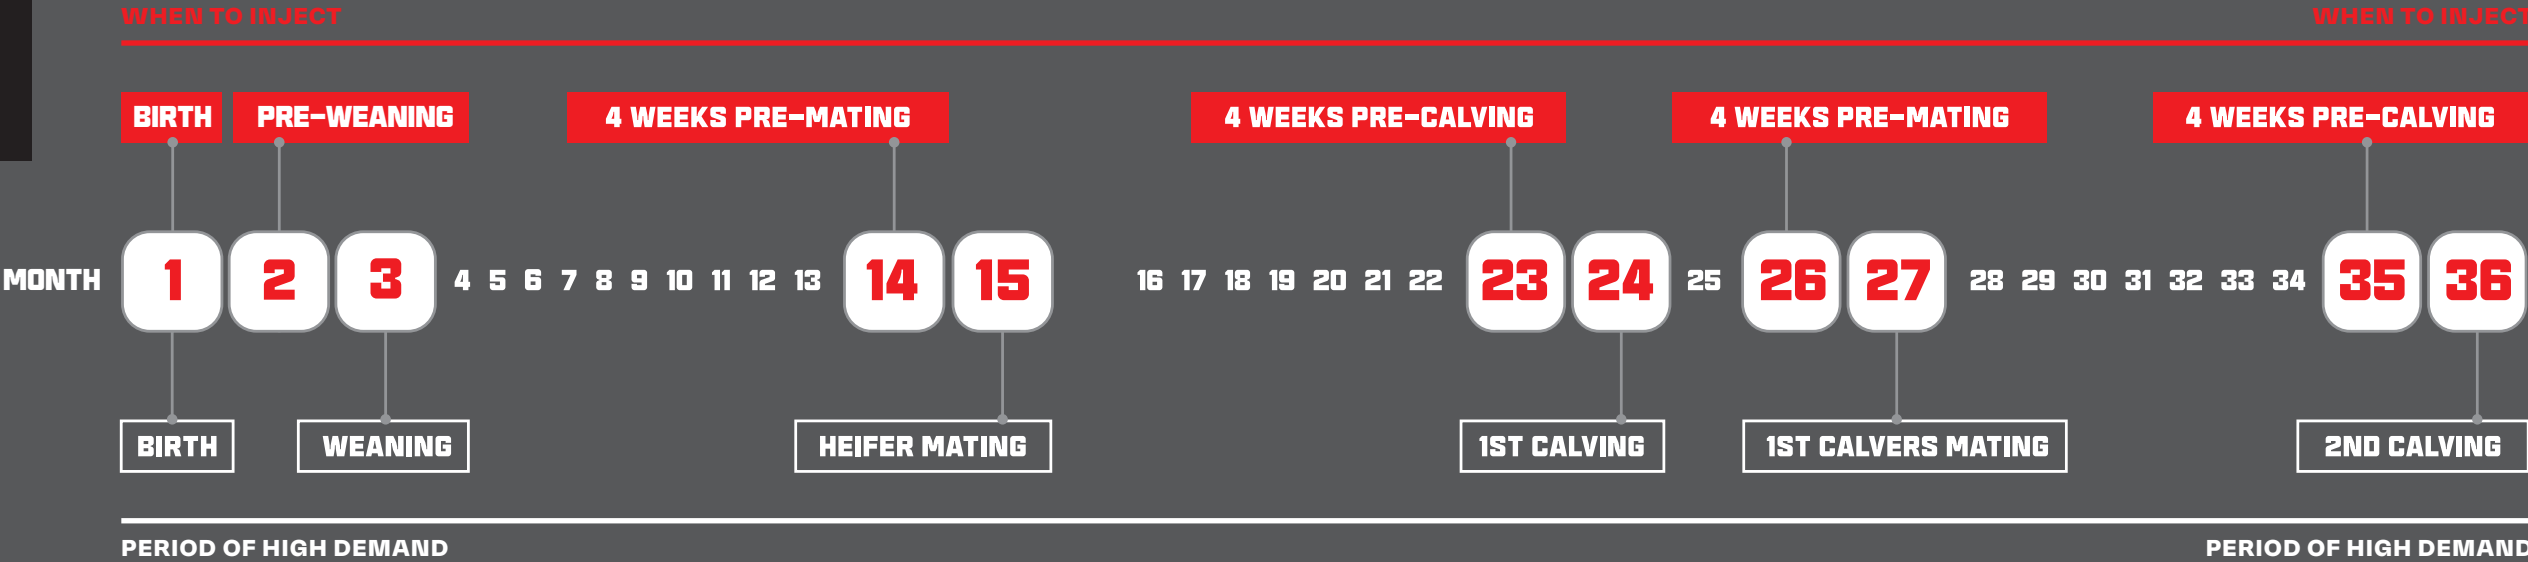 WHEN TO INJECT WHEN TO INJECT
BIRTH PRE-WEANING 4 WEEKS PRE-MATING 4 WEEKS PRE-CALVING 4 WEEKS PRE-MATING 4 WEEKS PRE-CALVING
MONTH 1 2 3 4 5 6 7 8 9 10 11 12 13 14 15 16 17 18 19 20 21 22 23 24 25 26 27 28 29 30 31 32 33 34 35 36
BIRTH WEANING HEIFER MATING 1ST CALVING 1ST CALVERS MATING 2ND CALVING
PERIOD OF HIGH DEMAND PERIOD OF HIGH DEMAND